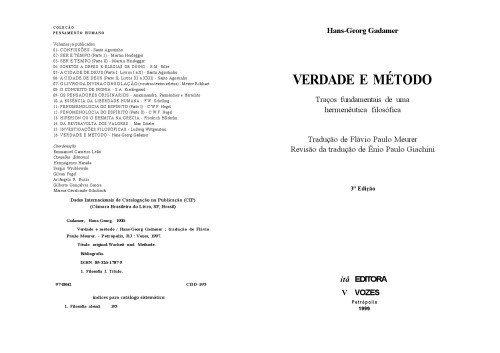 COLEÇÃO
PENSAMENTO HUMANO
Volumes já publicados:
01- CONFISSÕES - Santo Agostinho
02- SER E TEMPO (Parte I) - Martin Heidegger
03- SER E TEMPO (Parte II) - Martin Heidegger
04- SONETOS A ORFEU E ELEGIAS DE DUÍNO - R.M. Rilke
05- A CIDADE DE DEUS (Parte I; Livros I a X) - Santo Agostinho
06- A CIDADE DE DEUS (Parte II; Livros XI a XXII) - Santo Agostinho
07- O LIVRO DA DIVINA CONSOLAÇÃO (e outros textos seletos) - Mestre Eckhart
08- O CONCEITO DE IRONIA - S.A. Kierkegaard
09- OS PENSADORES ORIGINÁRIOS - Anaximandro, Parmênides e Heráclito
10- A ESSÊNCIA DA LIBERDADE HUMANA - F.W. Schelling
11- FENOMENOLOGIA DO ESPÍRITO (Parte I) - G.W.F. Hegel
12- FENOMENOLOGIA DO ESPÍRITO (Parte II) - G.W.F. Hegel
13- HIPÉRION OU O EREMITA NA GRÉCIA - Friedrich Hölderlin
14- DA REVIRAVOLTA DOS VALORES - Max Scheler
15- INVESTIGAÇÕES FILOSÓFICAS - Ludwig Wittgenstein
16- VERDADE E MÉTODO - Hans-Georg Gadamer
Coordenação
Emmanuel Carneiro Leão
Conselho Editorial
Hermógenes Harada
Sérgio Wrublewski
Gilvan Fogel
Arcângelo R. Buzzi
Gilberto Gonçalves Garcia
Márcia Cavalcante Schuback
Dados Internacionais de Catalogação na Publicação (CIP)
(Câmara Brasileira do Livro, SP, Brasil)
Gadamer, Hans-Georg, 1900-
Verdade e método / Hans-Georg Gadamer ; tradução de Flávio
Paulo Meurer. - Petrópolis, RJ : Vozes, 1997.
Título original: Warheit und Methode.
Bibliografia.
ISBN 85-326-1787-5
1. Filosofia I. Título.
97-0042 CDD-193
índices para catálogo sistemático:
1. Filosofia alemã 193
Hans-Georg Gadamer
VERDADE E MÉTODO
Traços fundamentais de uma
hermenêutica filosófica
Tradução de Flávio Paulo Meurer
Revisão da tradução de Ênio Paulo Giachini
3ª Edição
itâ EDITORA
V VOZES
Petrópolis
1999